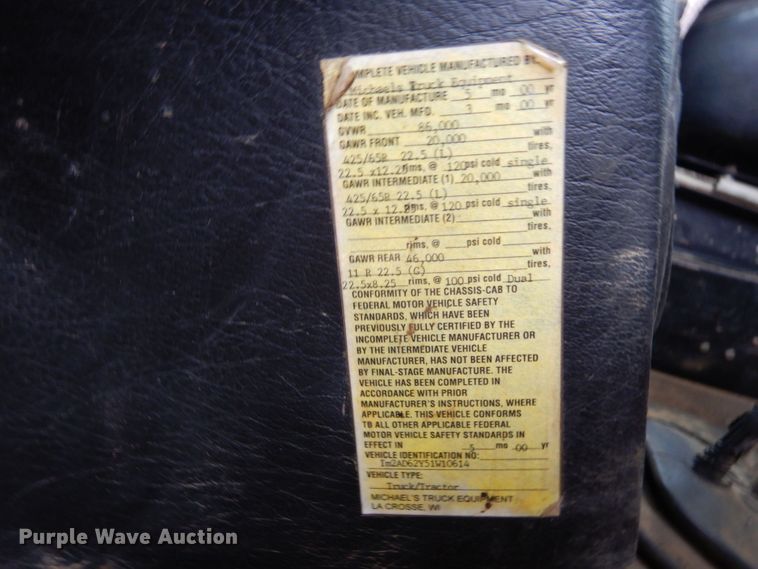 COMPLETE VEHICLE MANUFACTURED BY
Michaels Truck Equipment
DATE OF MANUFACTURE 5 mo 00 yr
DATE INC. VEH. MFD. 3 mo 00 yr
GVWR 86,000
GAWR FRONT 20,000 with
425/65R 22.5 (L) tires,
22.5 x12.25 rims, @ 120 psi cold single
GAWR INTERMEDIATE (1) 20,000 with
425/65R 22.5 (L) tires,
22.5 x 12.25 rims, @ 120 psi cold single
GAWR INTERMEDIATE (2) with
tires,
rims, @ psi cold
GAWR REAR 46,000 with
11 R 22.5 (G) tires,
22.5x8.25 rims, @ 100 psi cold Dual
CONFORMITY OF THE CHASSIS-CAB TO
FEDERAL MOTOR VEHICLE SAFETY
STANDARDS, WHICH HAVE BEEN
PREVIOUSLY FULLY CERTIFIED BY THE
INCOMPLETE VEHICLE MANUFACTURER OR
BY THE INTERMEDIATE VEHICLE
MANUFACTURER, HAS NOT BEEN AFFECTED
BY FINAL-STAGE MANUFACTURE. THE
VEHICLE HAS BEEN COMPLETED IN
ACCORDANCE WITH PRIOR
MANUFACTURER'S INSTRUCTIONS, WHERE
APPLICABLE. THIS VEHICLE CONFORMS
TO ALL OTHER APPLICABLE FEDERAL
MOTOR VEHICLE SAFETY STANDARDS IN
EFFECT IN 5 mo 00 yr
VEHICLE IDENTIFICATION NO:
1m2AD62Y51W10614
VEHICLE TYPE:
Truck/Tractor
MICHAEL'S TRUCK EQUIPMENT
LA CROSSE, WI
Purple Wave Auction